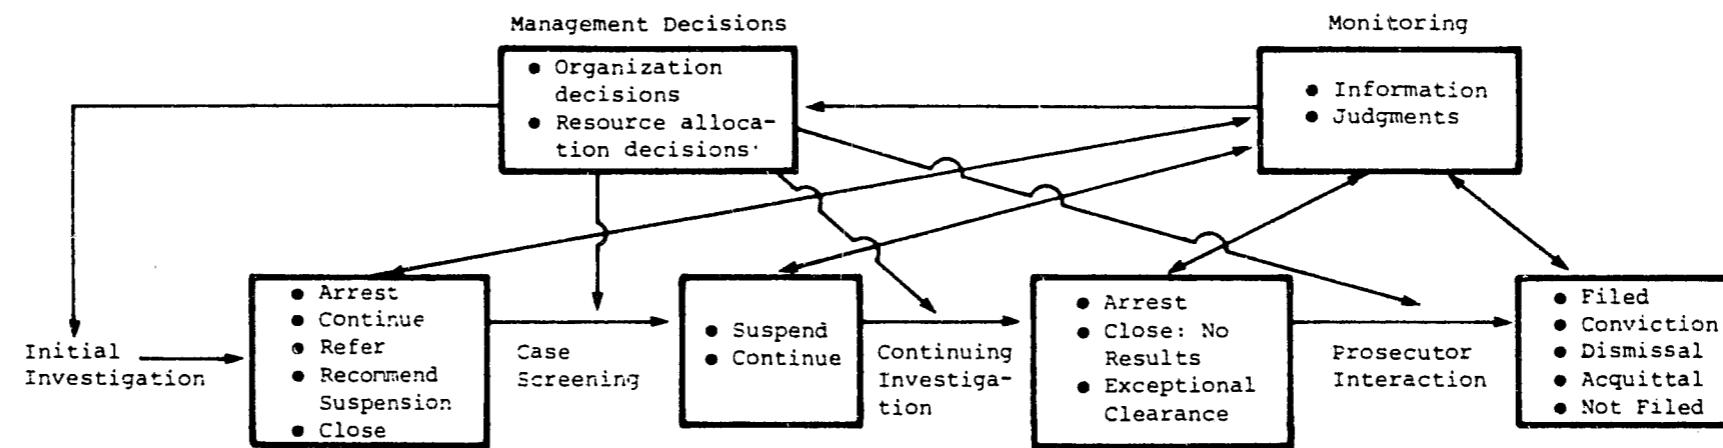 Management Decisions
● Organization
decisions
● Resource alloca-
tion decisions
Monitoring
● Information
● Judgments
Initial
Investigation
● Arrest
● Continue
● Refer
● Recommend
Suspension
● Close
Case
Screening
● Suspend
● Continue
Continuing
Investiga-
tion
● Arrest
● Close: No
Results
● Exceptional
Clearance
Prosecutor
Interaction
● Filed
● Conviction
● Dismissal
● Acquittal
● Not Filed